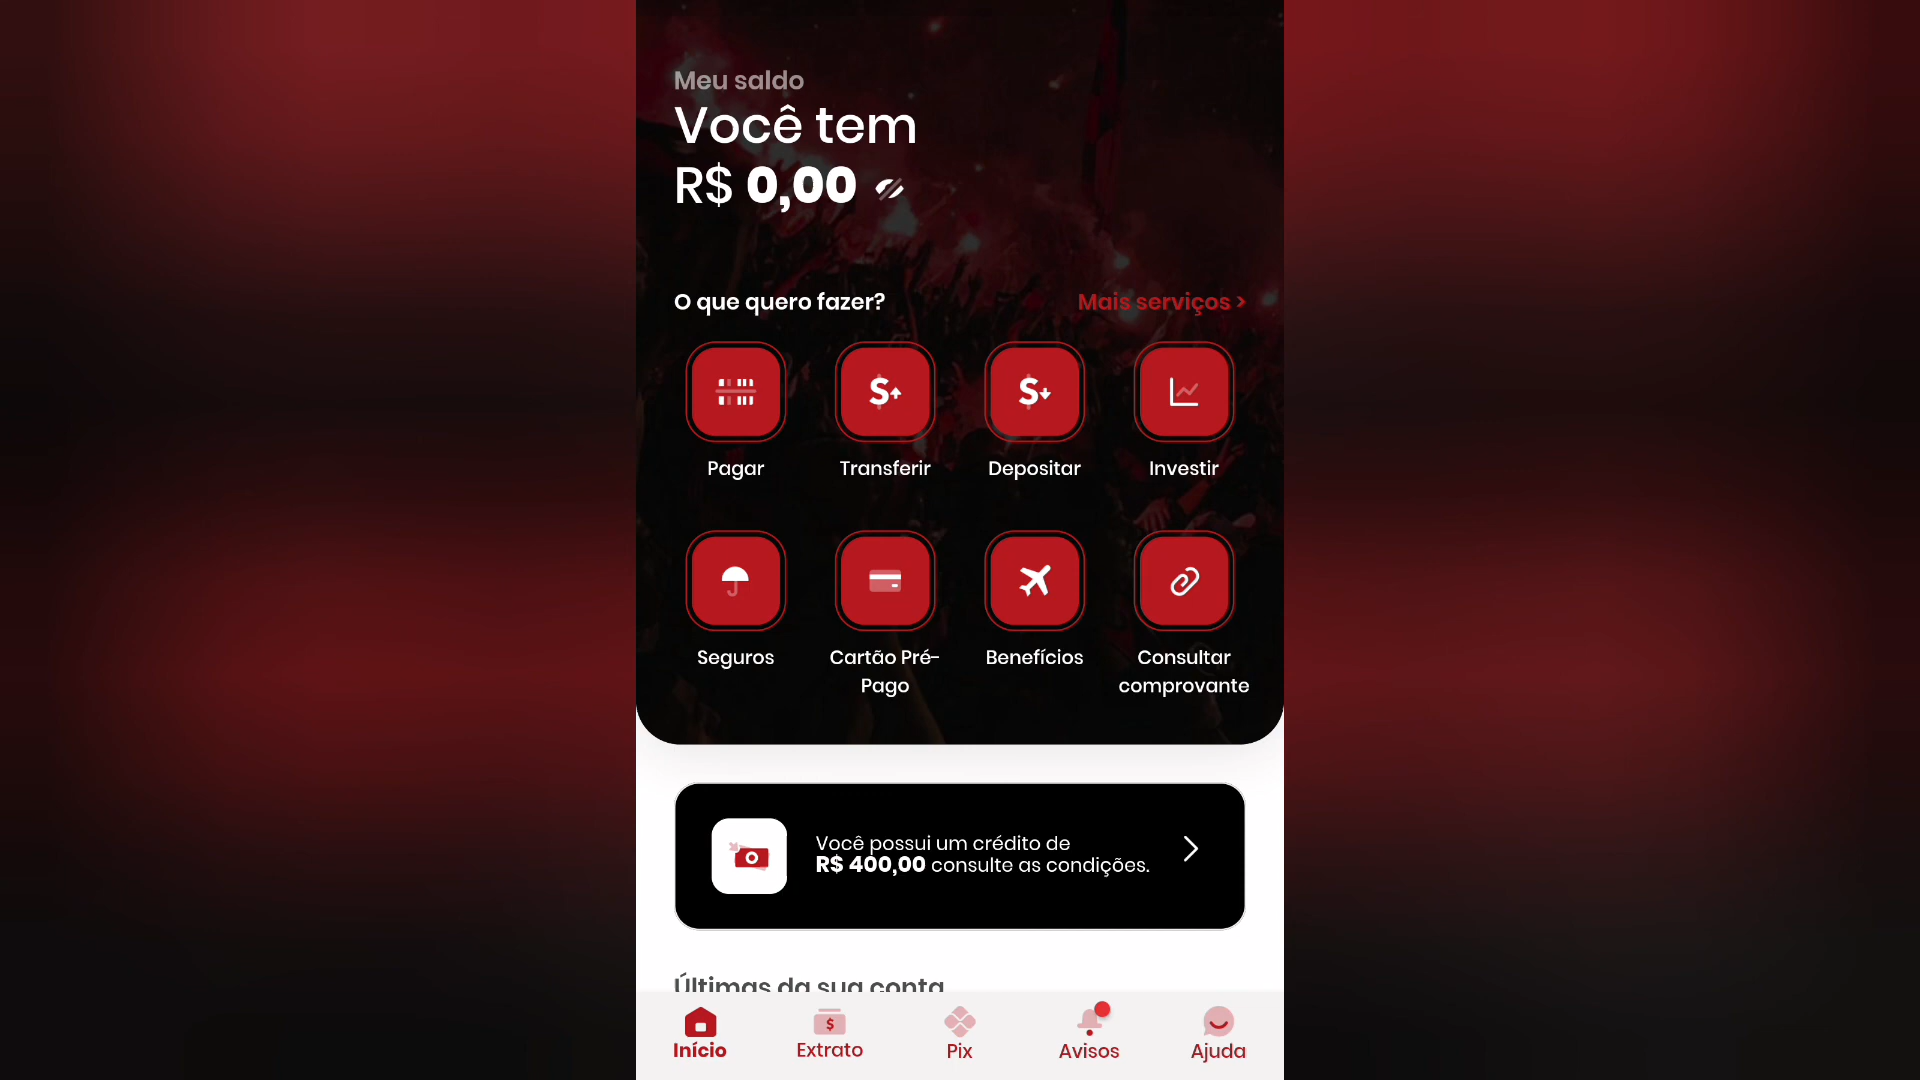 Meu saldo
Você tem
R$ 0,00
O que quero fazer?
Mais serviços >
Pagar
Transferir
Depositar
Investir
Seguros
Cartão Pré-
Pago
Benefícios
Consultar
comprovante
Você possui um crédito de
R$ 400,00 consulte as condições.
Últimas da sua conta
Início
Extrato
Pix
Avisos
Ajuda